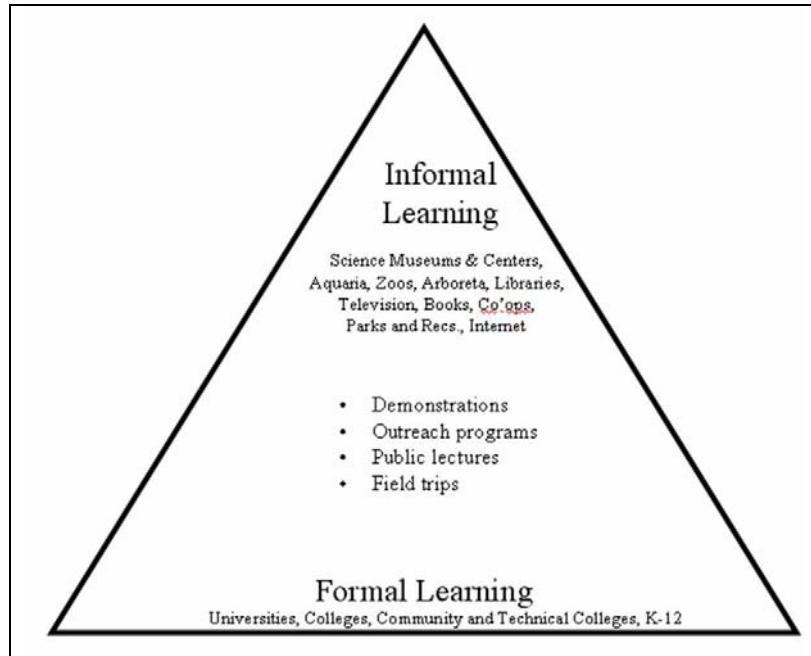 Informal
Learning
Science Museums & Centers,
Aquaria, Zoos, Arboreta, Libraries,
Television, Books, Co'ops,
Parks and Recs., Internet
• Demonstrations
• Outreach programs
• Public lectures
• Field trips
Formal Learning
Universities, Colleges, Community and Technical Colleges, K-12